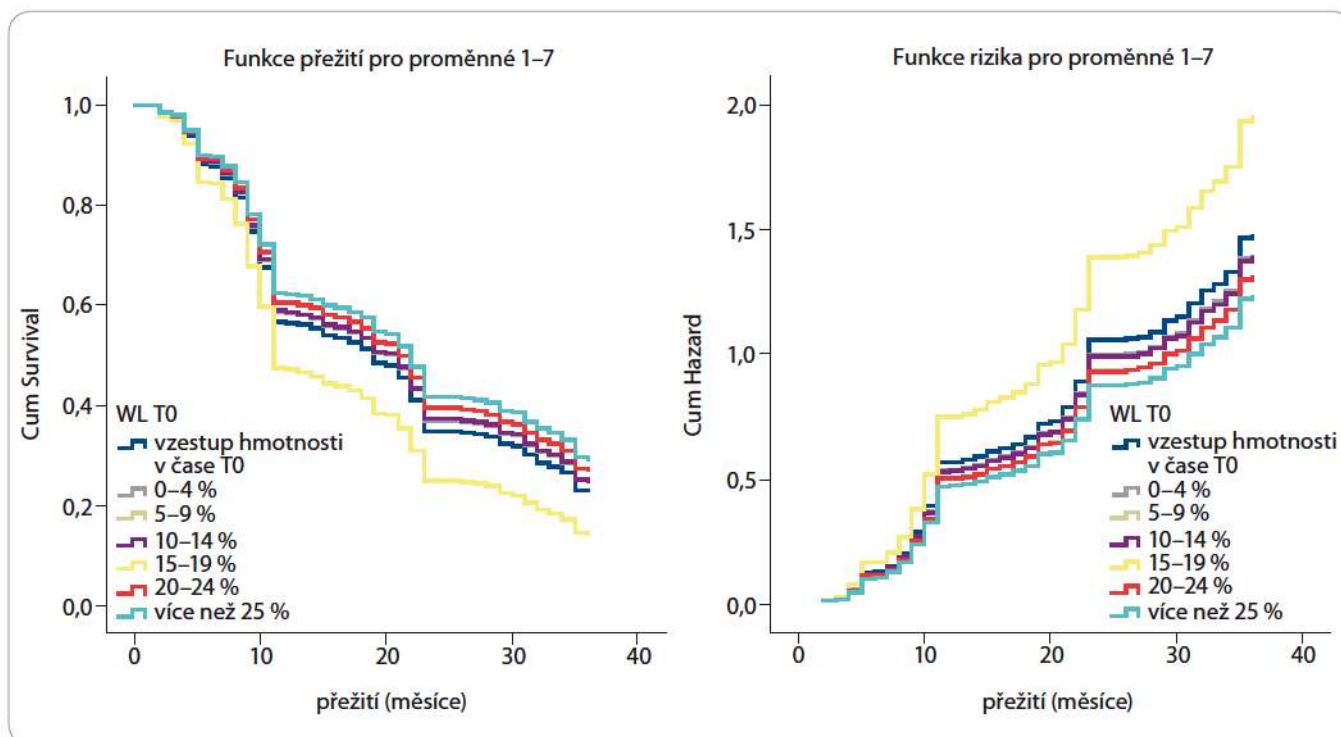 Funkce přežití pro proměnné 1–7
Cum Survival
1,0
0,8
0,6
0,4
0,2
0,0
WL T0
vzestup hmotnosti
v čase T0
0–4 %
5–9 %
10–14 %
15–19 %
20–24 %
více než 25 %
0 10 20 30 40
přežití (měsíce)
Funkce rizika pro proměnné 1–7
Cum Hazard
2,0
1,5
1,0
0,5
0,0
WL T0
vzestup hmotnosti
v čase T0
0–4 %
5–9 %
10–14 %
15–19 %
20–24 %
více než 25 %
0 10 20 30 40
přežití (měsíce)